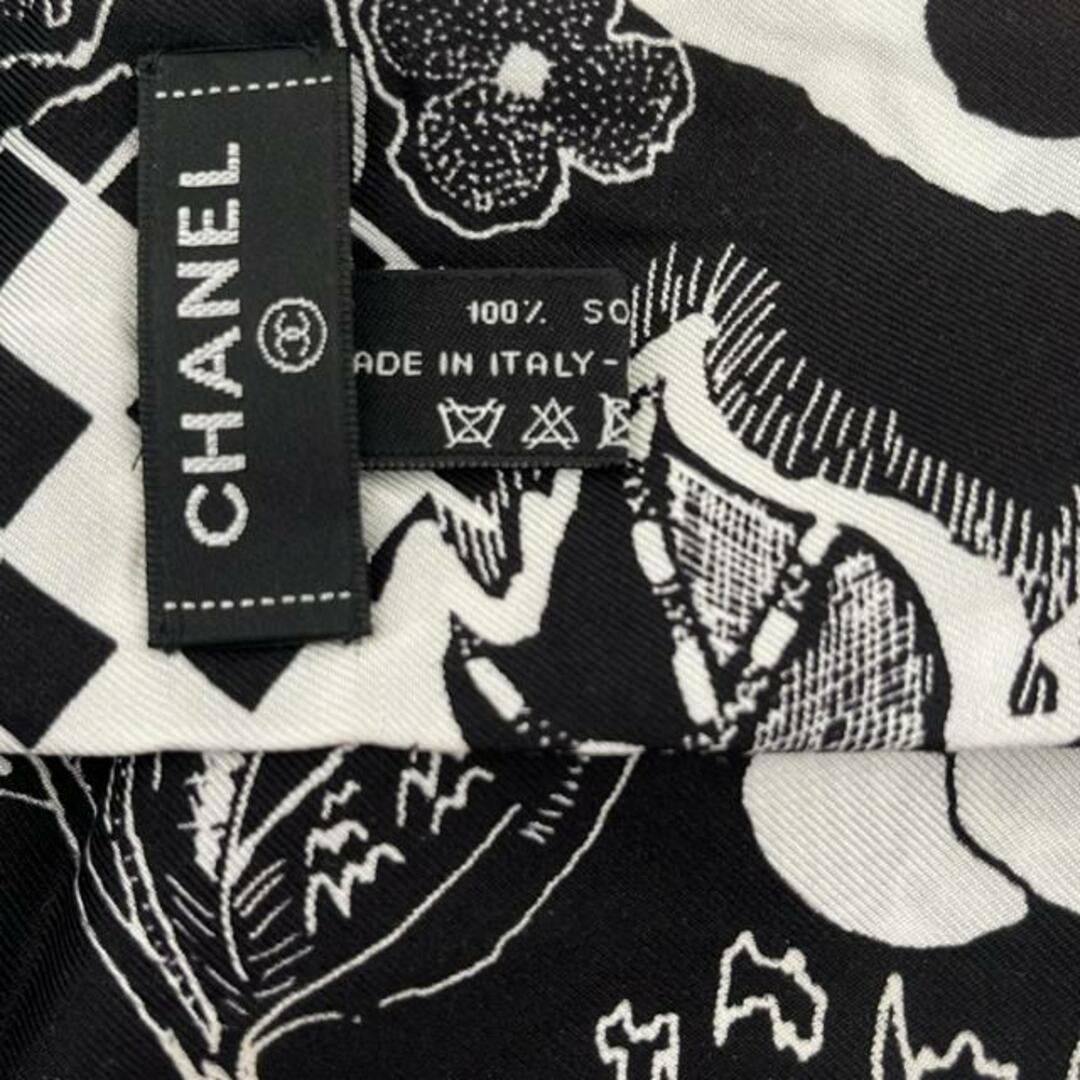 CHANEL
100% SO
ADE IN ITALY-